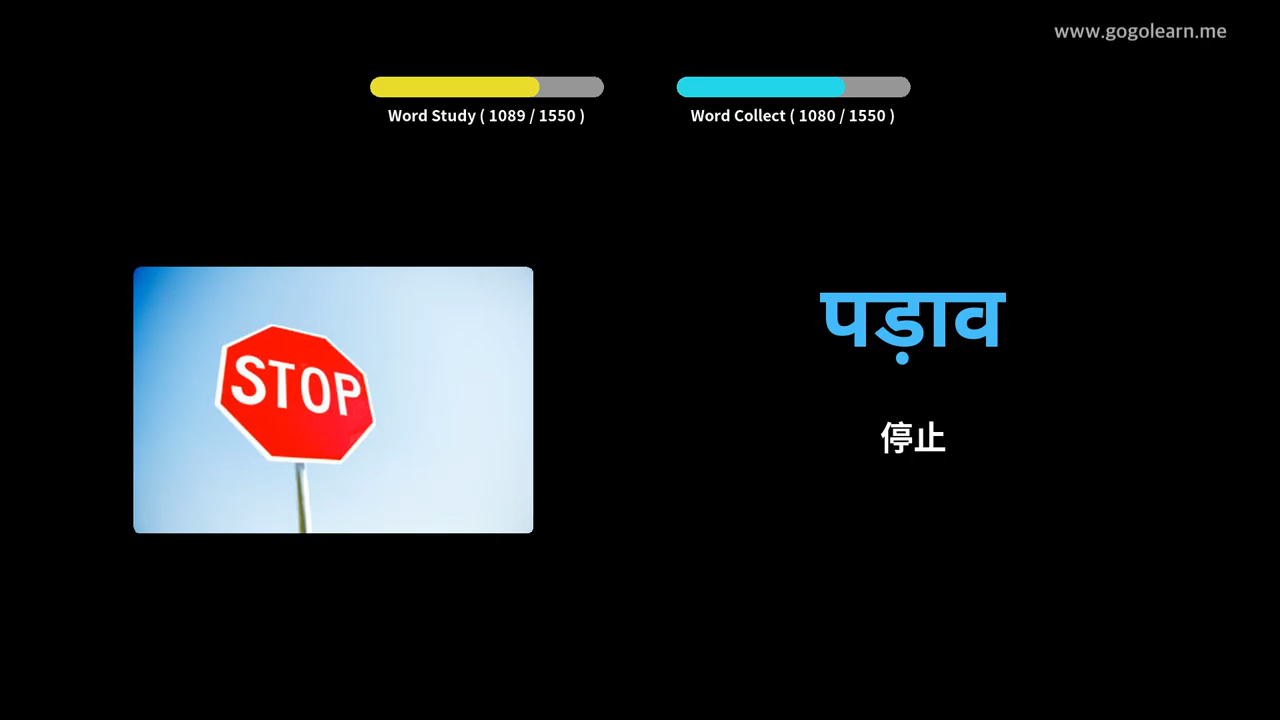 www.gogolearn.me
Word Study ( 1089 / 1550 )
Word Collect ( 1080 / 1550 )
STOP
पड़ाव
停止